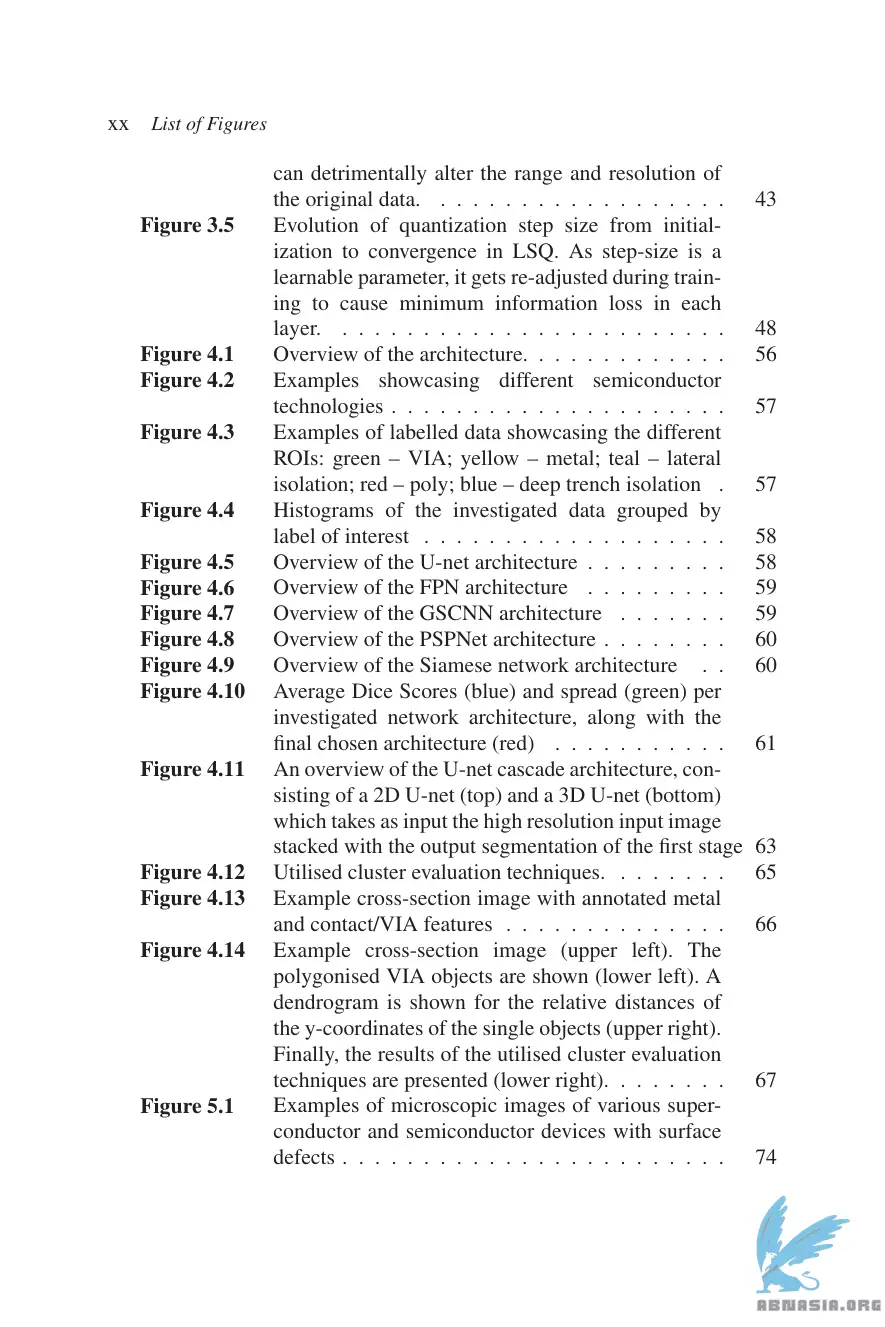 xx List of Figures
can detrimentally alter the range and resolution of
the original data. . . . . . . . . . . . . . . . . . . 43
Figure 3.5 Evolution of quantization step size from initial-
ization to convergence in LSQ. As step-size is a
learnable parameter, it gets re-adjusted during train-
ing to cause minimum information loss in each
layer. . . . . . . . . . . . . . . . . . . . . . . . . 48
Figure 4.1 Overview of the architecture. . . . . . . . . . . . . 56
Figure 4.2 Examples showcasing different semiconductor
technologies . . . . . . . . . . . . . . . . . . . . . 57
Figure 4.3 Examples of labelled data showcasing the different
ROIs: green – VIA; yellow – metal; teal – lateral
isolation; red – poly; blue – deep trench isolation . 57
Figure 4.4 Histograms of the investigated data grouped by
label of interest . . . . . . . . . . . . . . . . . . . 58
Figure 4.5 Overview of the U-net architecture . . . . . . . . . 58
Figure 4.6 Overview of the FPN architecture . . . . . . . . . 59
Figure 4.7 Overview of the GSCNN architecture . . . . . . . 59
Figure 4.8 Overview of the PSPNet architecture . . . . . . . . 60
Figure 4.9 Overview of the Siamese network architecture . . 60
Figure 4.10 Average Dice Scores (blue) and spread (green) per
investigated network architecture, along with the
final chosen architecture (red) . . . . . . . . . . . 61
Figure 4.11 An overview of the U-net cascade architecture, con-
sisting of a 2D U-net (top) and a 3D U-net (bottom)
which takes as input the high resolution input image
stacked with the output segmentation of the first stage 63
Figure 4.12 Utilised cluster evaluation techniques. . . . . . . . 65
Figure 4.13 Example cross-section image with annotated metal
and contact/VIA features . . . . . . . . . . . . . . 66
Figure 4.14 Example cross-section image (upper left). The
polygonised VIA objects are shown (lower left). A
dendrogram is shown for the relative distances of
the y-coordinates of the single objects (upper right).
Finally, the results of the utilised cluster evaluation
techniques are presented (lower right). . . . . . . . 67
Figure 5.1 Examples of microscopic images of various super-
conductor and semiconductor devices with surface
defects . . . . . . . . . . . . . . . . . . . . . . . . 74
ABNASIA.ORG